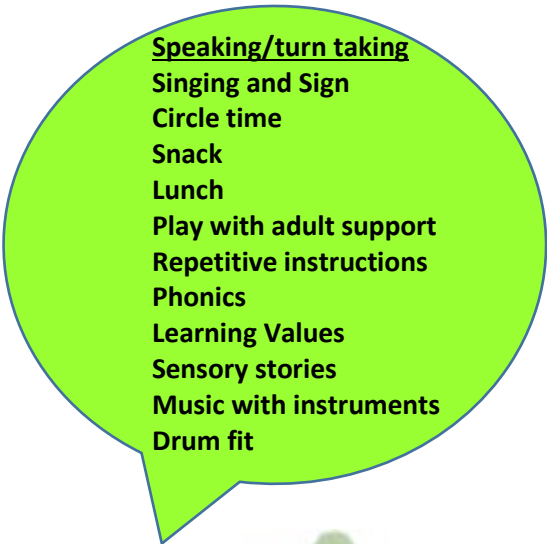 Speaking/turn taking
Singing and Sign
Circle time
Snack
Lunch
Play with adult support
Repetitive instructions
Phonics
Learning Values
Sensory stories
Music with instruments
Drum fit